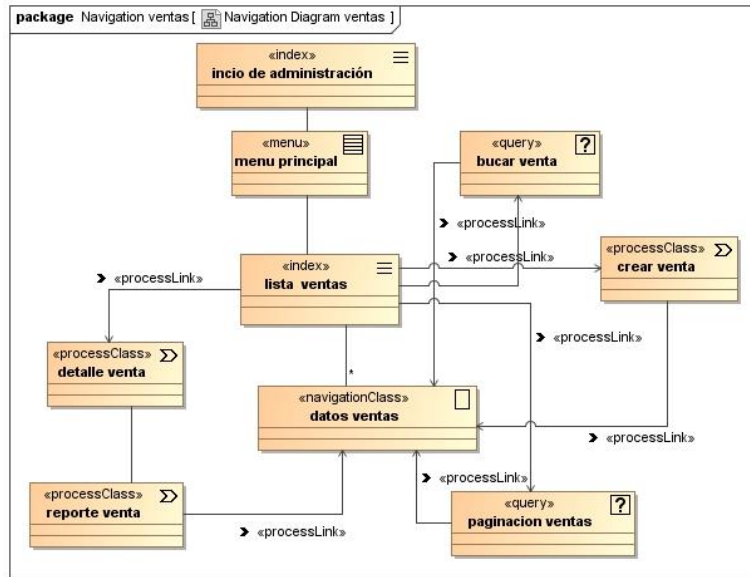 package Navigation ventas [ Navigation Diagram ventas ]
«index»
incio de administración
«menu»
menu principal
«query»
bucar venta
?
«processLink»
«processLink»
«index»
lista ventas
«processClass»
crear venta
«processLink»
«processLink»
«processClass»
detalle venta
*
«navigationClass»
datos ventas
«processLink»
«processLink»
«processClass»
reporte venta
«processLink»
«query»
paginacion ventas
?